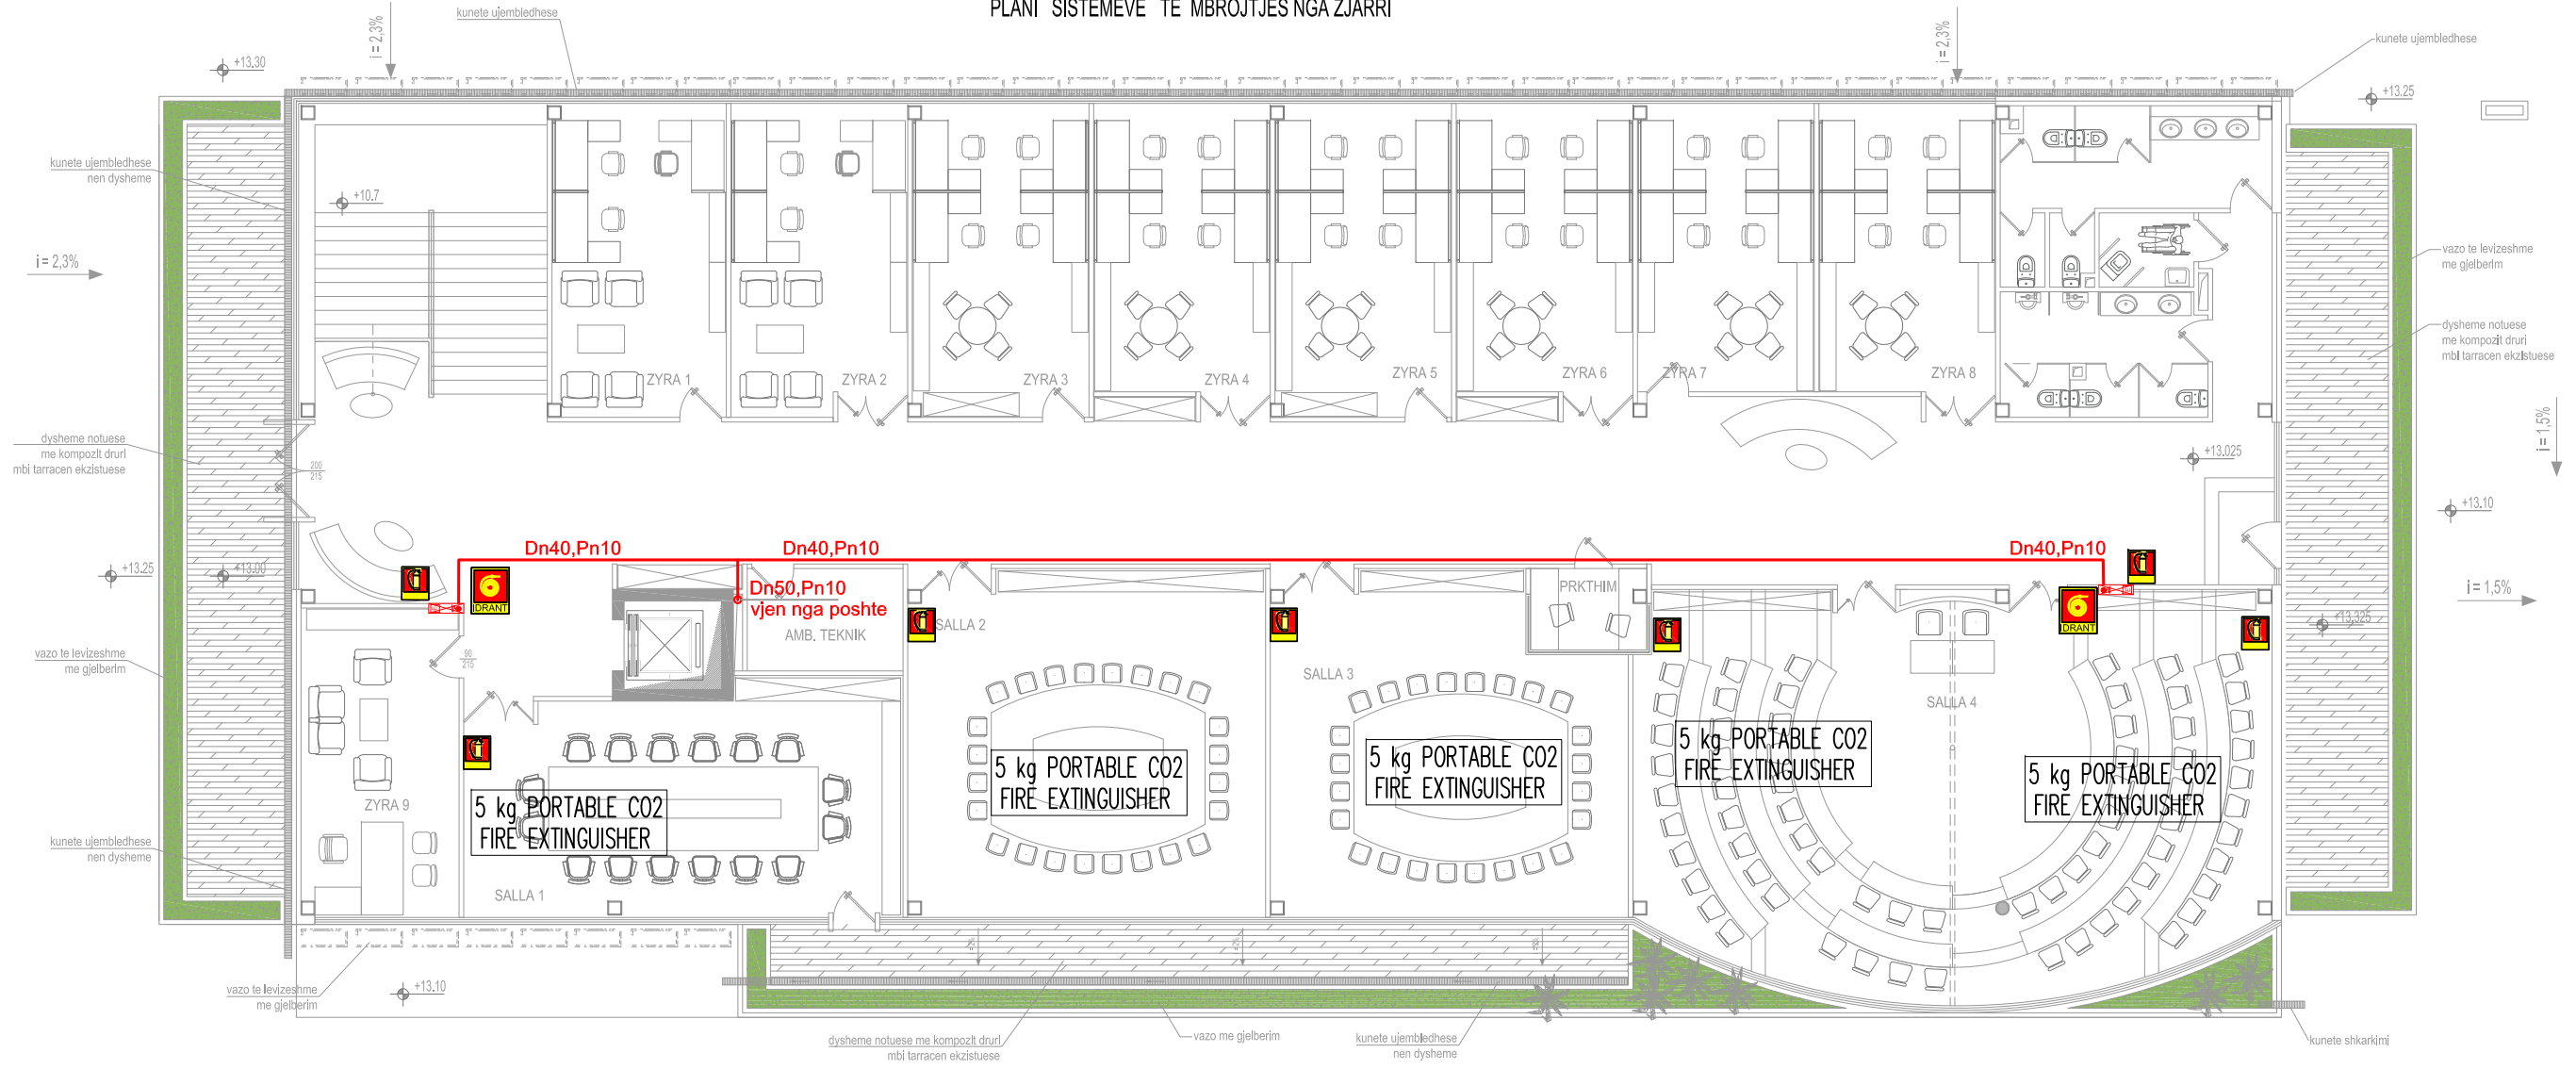 PLANI SISTEMEVE TE MBROJTJES NGA ZJARRI
kunete ujembledhese
i = 2,3%
i = 2,3%
kunete ujembledhese
+13.30
+13.25
kunete ujembledhese
nen dysheme
+10.7
i = 2,3%
vazo te levizeshme
me gjelberim
dysheme notuese
me kompozit druri
mbi tarracen ekzistuese
ZYRA 1
ZYRA 2
ZYRA 3
ZYRA 4
ZYRA 5
ZYRA 6
ZYRA 7
ZYRA 8
dysheme notuese
me kompozit druri
mbi tarracen ekzistuese
200
215
+13.025
i = 1,5%
+13.10
Dn40,Pn10
Dn40,Pn10
Dn40,Pn10
+13.25
+13.00
IDRANT
Dn50,Pn10
vjen nga poshte
AMB. TEKNIK
PRKTHIM
IDRANT
i = 1,5%
+13.325
SALLA 2
90
215
vazo te levizeshme
me gjelberim
SALLA 3
SALLA 4
5 kg PORTABLE CO2
FIRE EXTINGUISHER
5 kg PORTABLE CO2
FIRE EXTINGUISHER
5 kg PORTABLE CO2
FIRE EXTINGUISHER
5 kg PORTABLE CO2
FIRE EXTINGUISHER
5 kg PORTABLE CO2
FIRE EXTINGUISHER
ZYRA 9
kunete ujembledhese
nen dysheme
SALLA 1
vazo te levizeshme
me gjelberim
+13.10
dysheme notuese me kompozit druri
mbi tarracen ekzistuese
vazo me gjelberim
kunete ujembledhese
nen dysheme
kunete shkarkimi